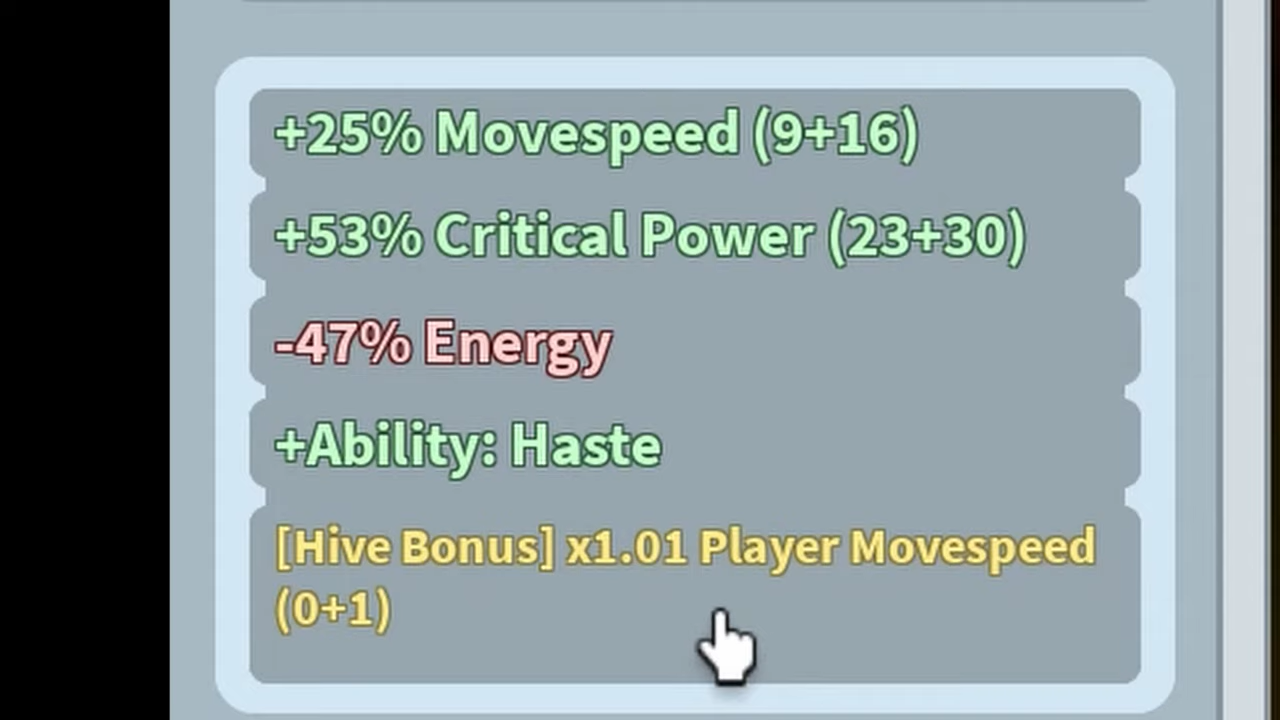 +25% Movespeed (9+16)
+53% Critical Power (23+30)
-47% Energy
+Ability: Haste
[Hive Bonus] x1.01 Player Movespeed
(0+1)